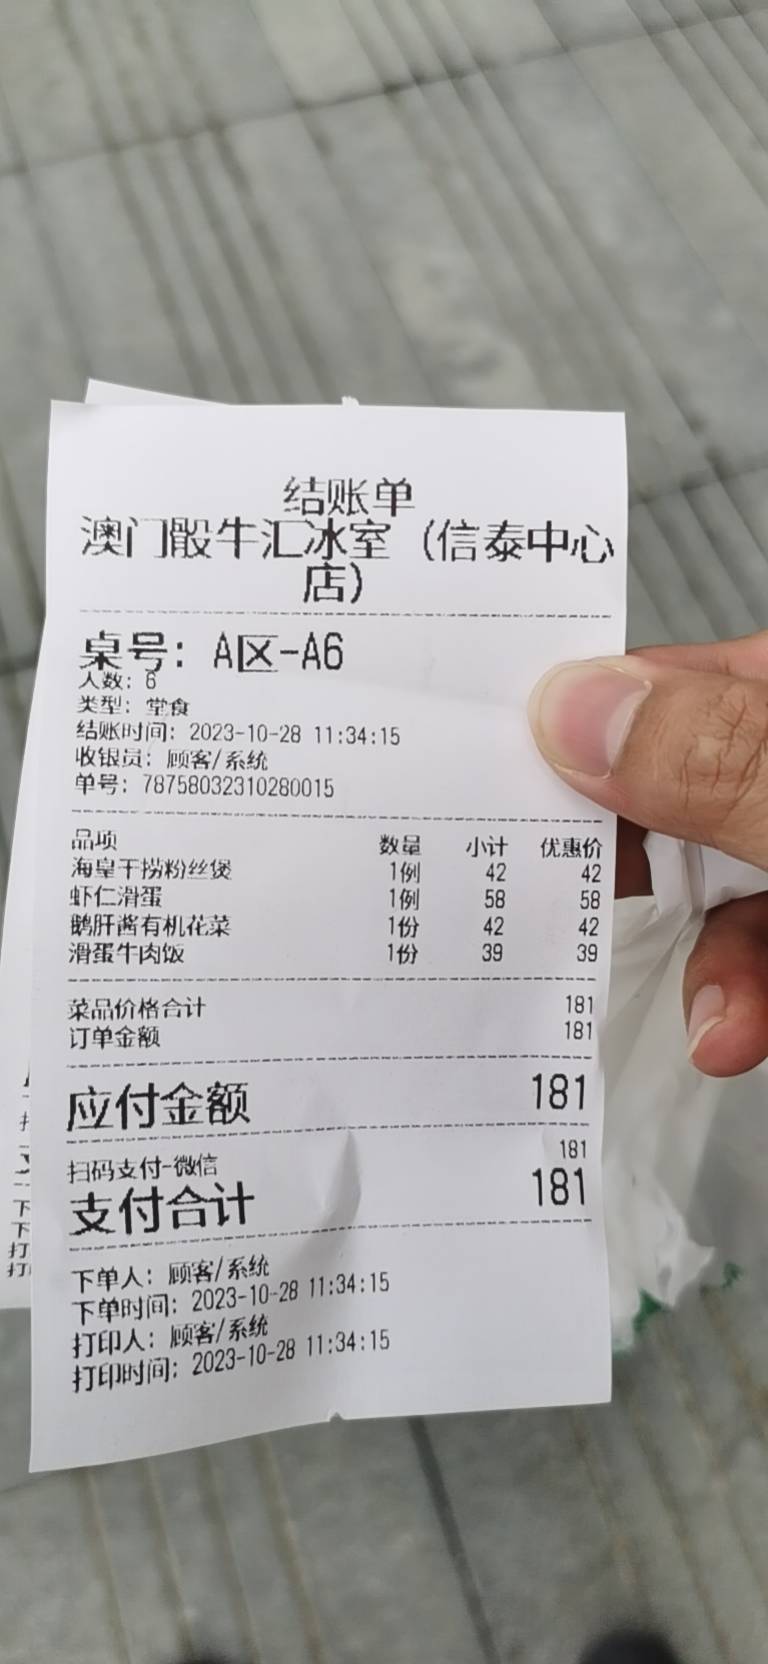 结账单
澳门骰牛汇冰室（信泰中心
店）
桌号：A区-A6
人数：6
类型：堂食
结账时间：2023-10-28 11:34:15
收银员：顾客/系统
单号：78758032310280015
品项 数量 小计 优惠价
海皇干捞粉丝煲 1例 42 42
虾仁滑蛋 1例 58 58
鹅肝酱有机花菜 1份 42 42
滑蛋牛肉饭 1份 39 39
菜品价格合计 181
订单金额 181
应付金额 181
扫码支付-微信 181
支付合计 181
下单人：顾客/系统
下单时间：2023-10-28 11:34:15
打印人：顾客/系统
打印时间：2023-10-28 11:34:15